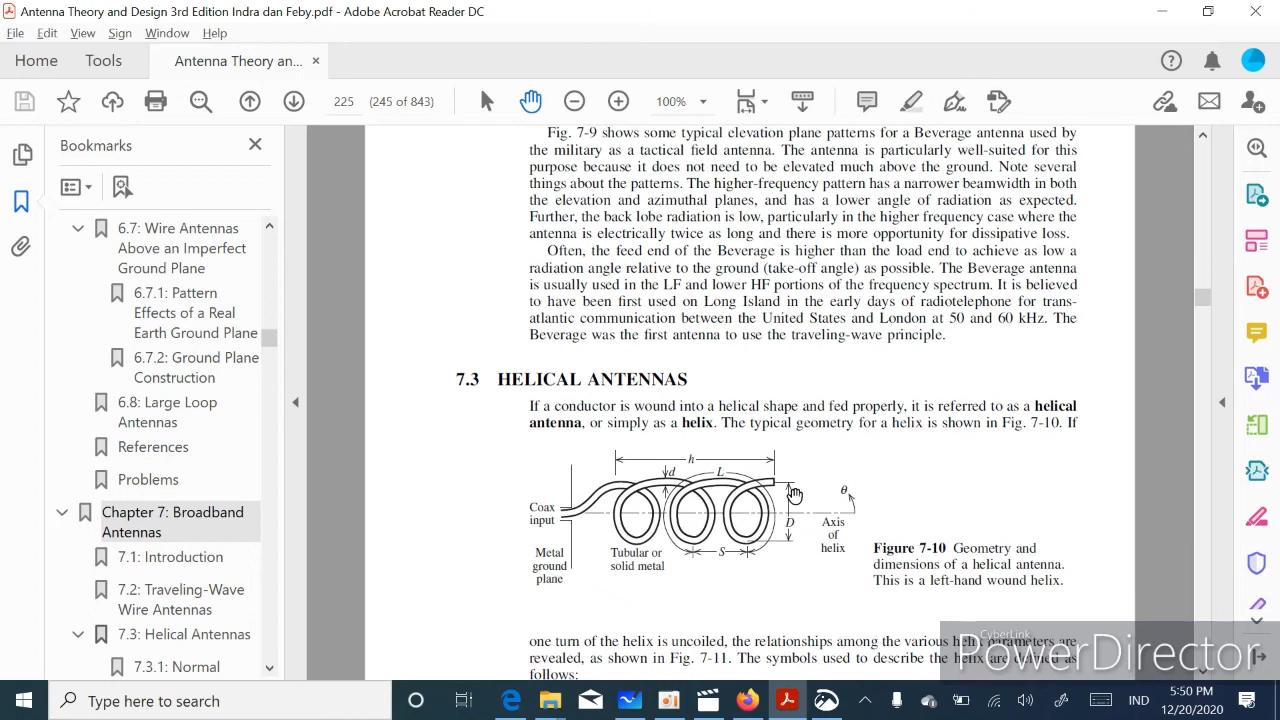 Antenna Theory and Design 3rd Edition Indra dan Feby.pdf - Adobe Acrobat Reader DC
File Edit View Sign Window Help
Home Tools Antenna Theory an... ×
225 (245 of 843) 100%
Bookmarks
6.7: Wire Antennas
Above an Imperfect
Ground Plane
6.7.1: Pattern
Effects of a Real
Earth Ground Plane
6.7.2: Ground Plane
Construction
6.8: Large Loop
Antennas
References
Problems
Chapter 7: Broadband
Antennas
7.1: Introduction
7.2: Traveling-Wave
Wire Antennas
7.3: Helical Antennas
7.3.1: Normal
Fig. 7-9 shows some typical elevation plane patterns for a Beverage antenna used by
the military as a tactical field antenna. The antenna is particularly well-suited for this
purpose because it does not need to be elevated much above the ground. Note several
things about the patterns. The higher-frequency pattern has a narrower beamwidth in both
the elevation and azimuthal planes, and has a lower angle of radiation as expected.
Further, the back lobe radiation is low, particularly in the higher frequency case where the
antenna is electrically twice as long and there is more opportunity for dissipative loss.
Often, the feed end of the Beverage is higher than the load end to achieve as low a
radiation angle relative to the ground (take-off angle) as possible. The Beverage antenna
is usually used in the LF and lower HF portions of the frequency spectrum. It is believed
to have been first used on Long Island in the early days of radiotelephone for trans-
atlantic communication between the United States and London at 50 and 60 kHz. The
Beverage was the first antenna to use the traveling-wave principle.
7.3 HELICAL ANTENNAS
If a conductor is wound into a helical shape and fed properly, it is referred to as a helical
antenna, or simply as a helix. The typical geometry for a helix is shown in Fig. 7-10. If
h
d L
θ
Coax
input
D
Axis
of
helix
Metal
ground
plane
Tubular or
solid metal
S
Figure 7-10 Geometry and
dimensions of a helical antenna.
This is a left-hand wound helix.
one turn of the helix is uncoiled, the relationships among the various helix parameters are
revealed, as shown in Fig. 7-11. The symbols used to describe the helix are defined as
follows:
CyberLink
PowerDirector
Type here to search
IND
5:50 PM
12/20/2020